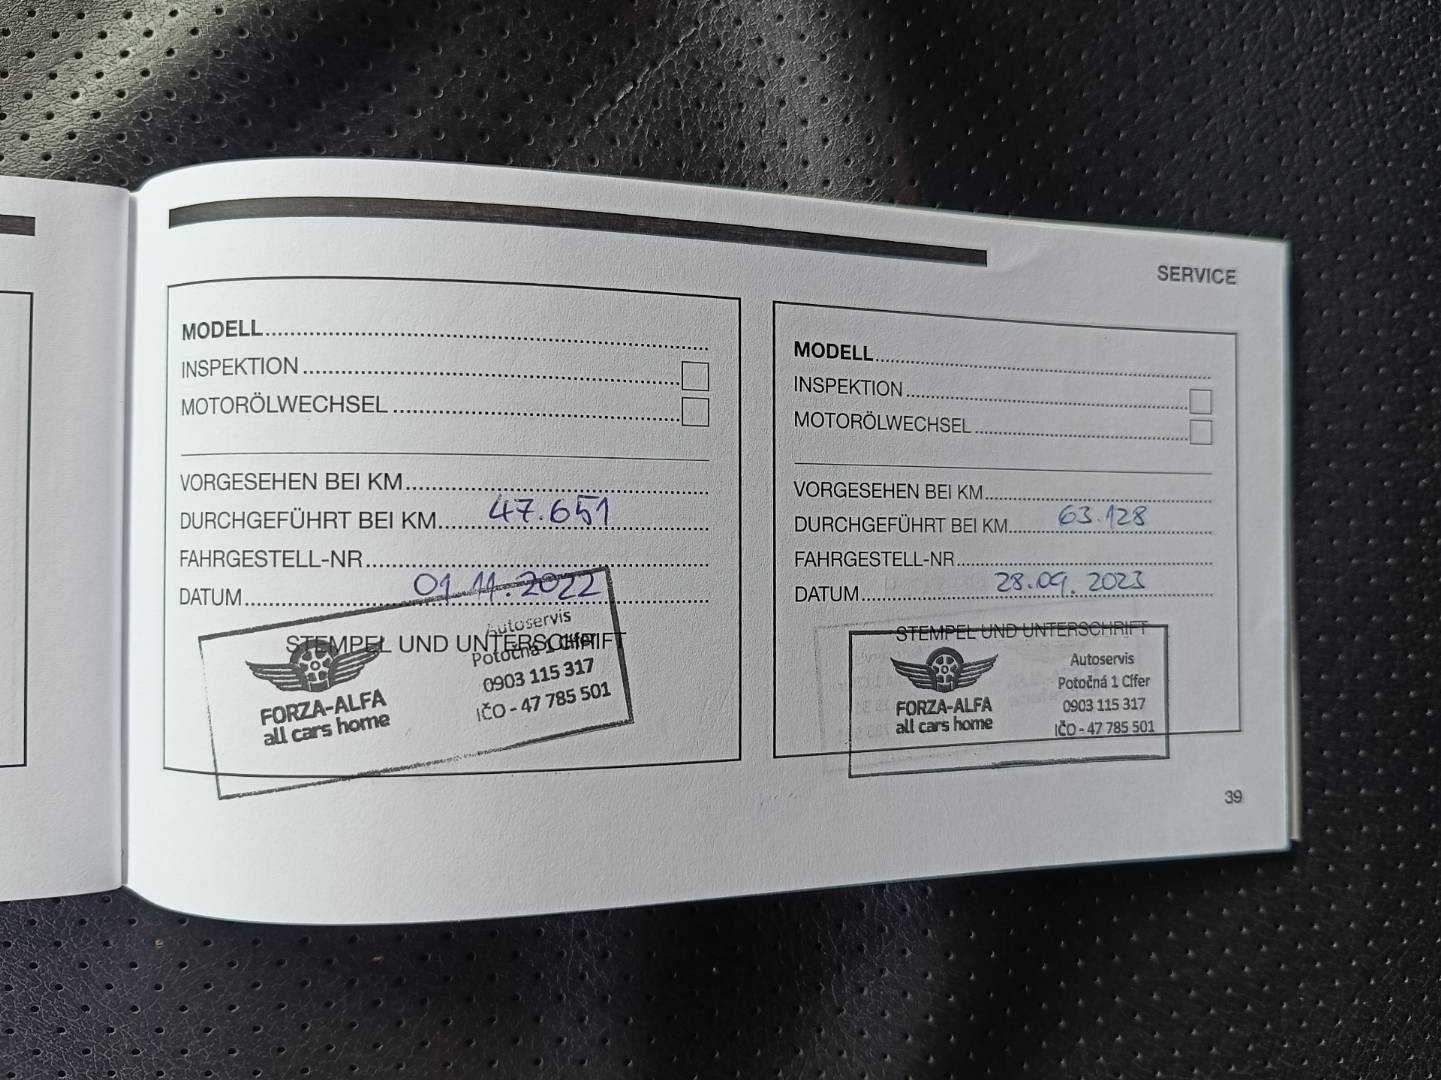 SERVICE
MODELL
INSPEKTION
MOTORÖLWECHSEL
VORGESEHEN BEI KM
DURCHGEFÜHRT BEI KM 47.651
FAHRGESTELL-NR
DATUM 01.11.2022
STEMPEL UND UNTERSCHRIFT
Autoservis
Potočná 1 Cífer
0903 115 317
IČO - 47 785 501
FORZA-ALFA
all cars home
MODELL
INSPEKTION
MOTORÖLWECHSEL
VORGESEHEN BEI KM
DURCHGEFÜHRT BEI KM 63.128
FAHRGESTELL-NR
DATUM 28.09.2023
STEMPEL UND UNTERSCHRIFT
Autoservis
Potočná 1 Cífer
0903 115 317
IČO - 47 785 501
FORZA-ALFA
all cars home
39